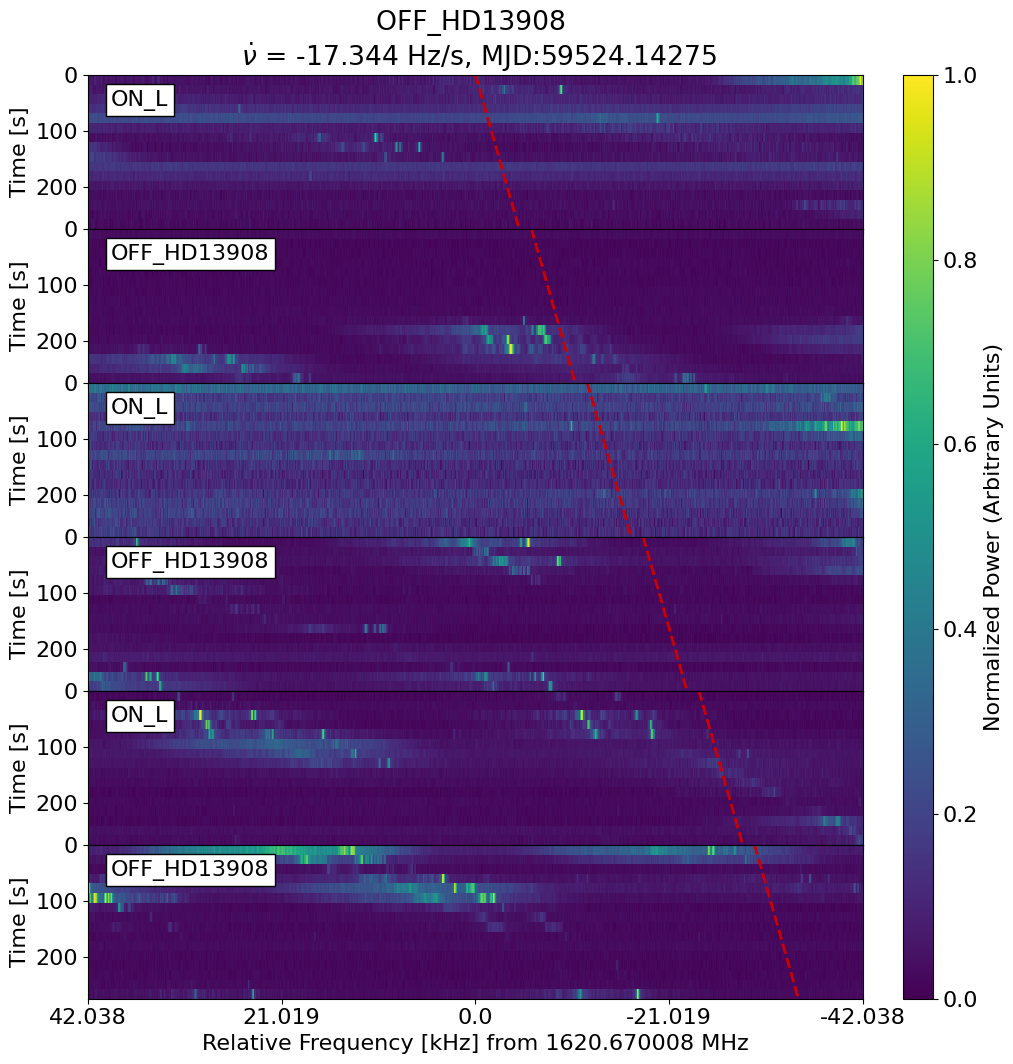 OFF_HD13908
ν̇ = -17.344 Hz/s, MJD:59524.14275
0
ON_L
100
200
Time [s]
0
OFF_HD13908
100
200
Time [s]
0
ON_L
100
200
Time [s]
0
OFF_HD13908
100
200
Time [s]
0
ON_L
100
200
Time [s]
0
OFF_HD13908
100
200
Time [s]
42.038 21.019 0.0 -21.019 -42.038
Relative Frequency [kHz] from 1620.670008 MHz
1.0
0.8
0.6
0.4
0.2
0.0
Normalized Power (Arbitrary Units)